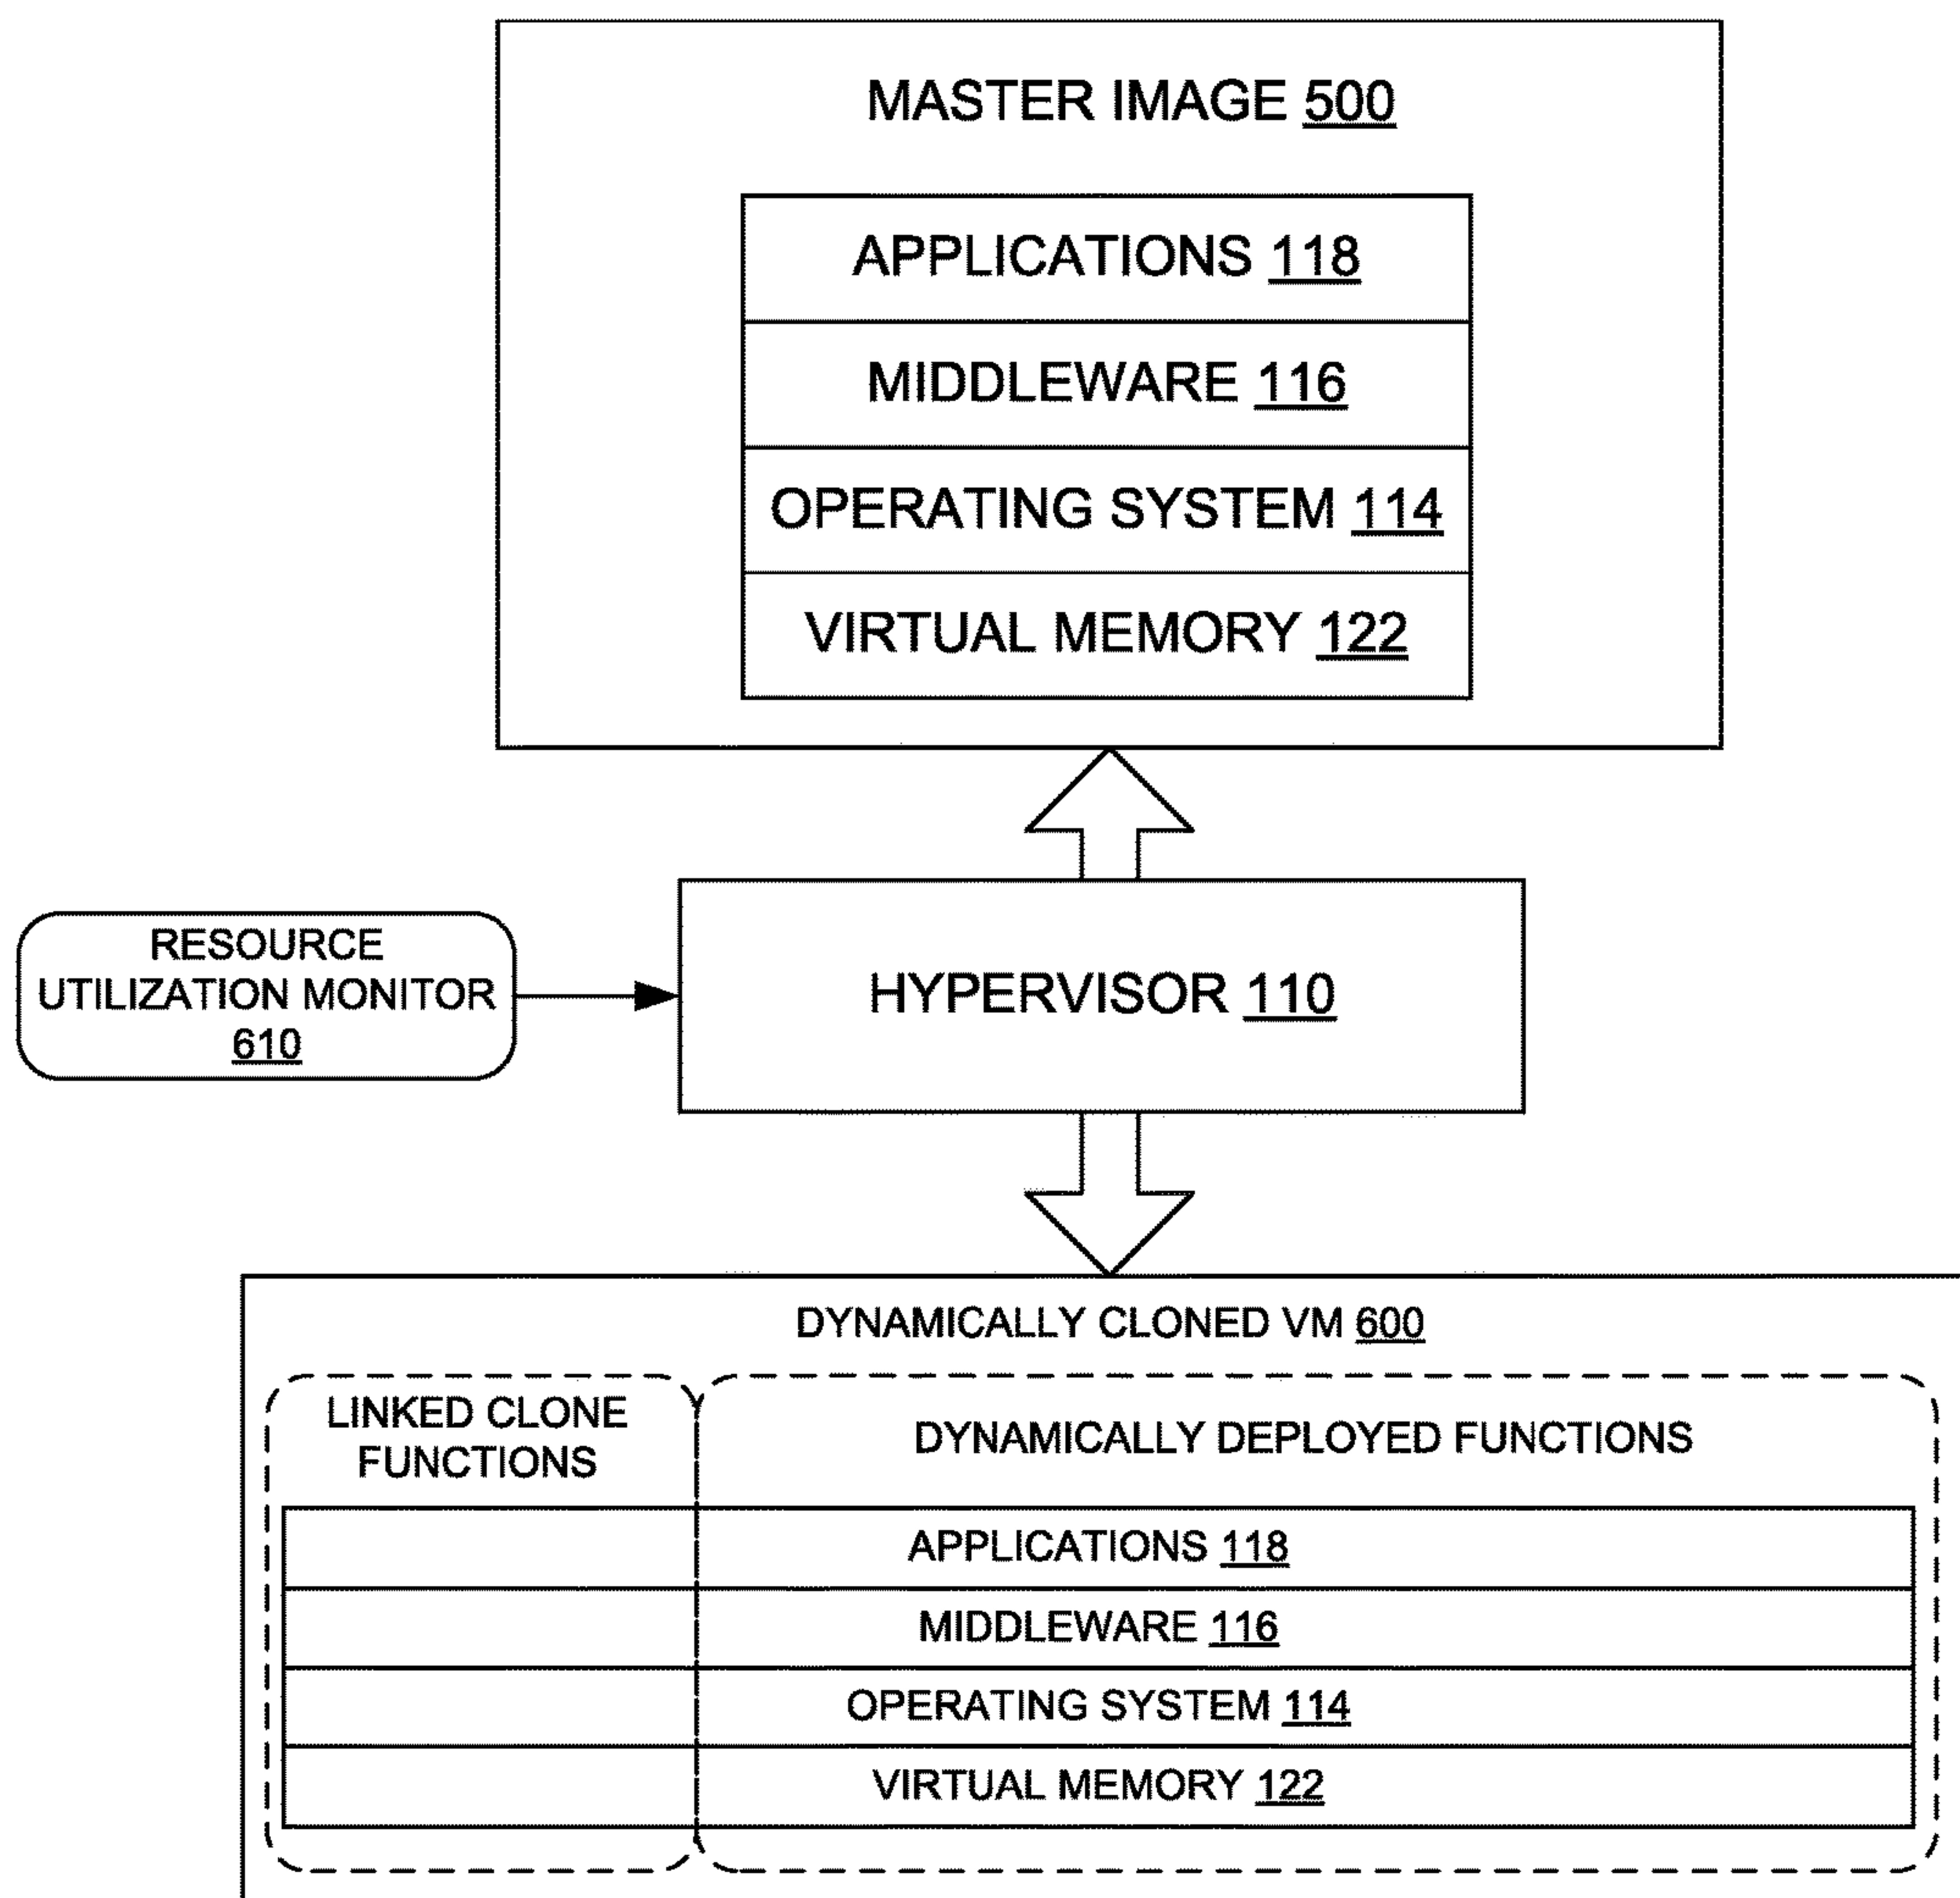 MASTER IMAGE 500
APPLICATIONS 118
MIDDLEWARE 116
OPERATING SYSTEM 114
VIRTUAL MEMORY 122
RESOURCE
UTILIZATION MONITOR
610
HYPERVISOR 110
DYNAMICALLY CLONED VM 600
LINKED CLONE
FUNCTIONS
DYNAMICALLY DEPLOYED FUNCTIONS
APPLICATIONS 118
MIDDLEWARE 116
OPERATING SYSTEM 114
VIRTUAL MEMORY 122